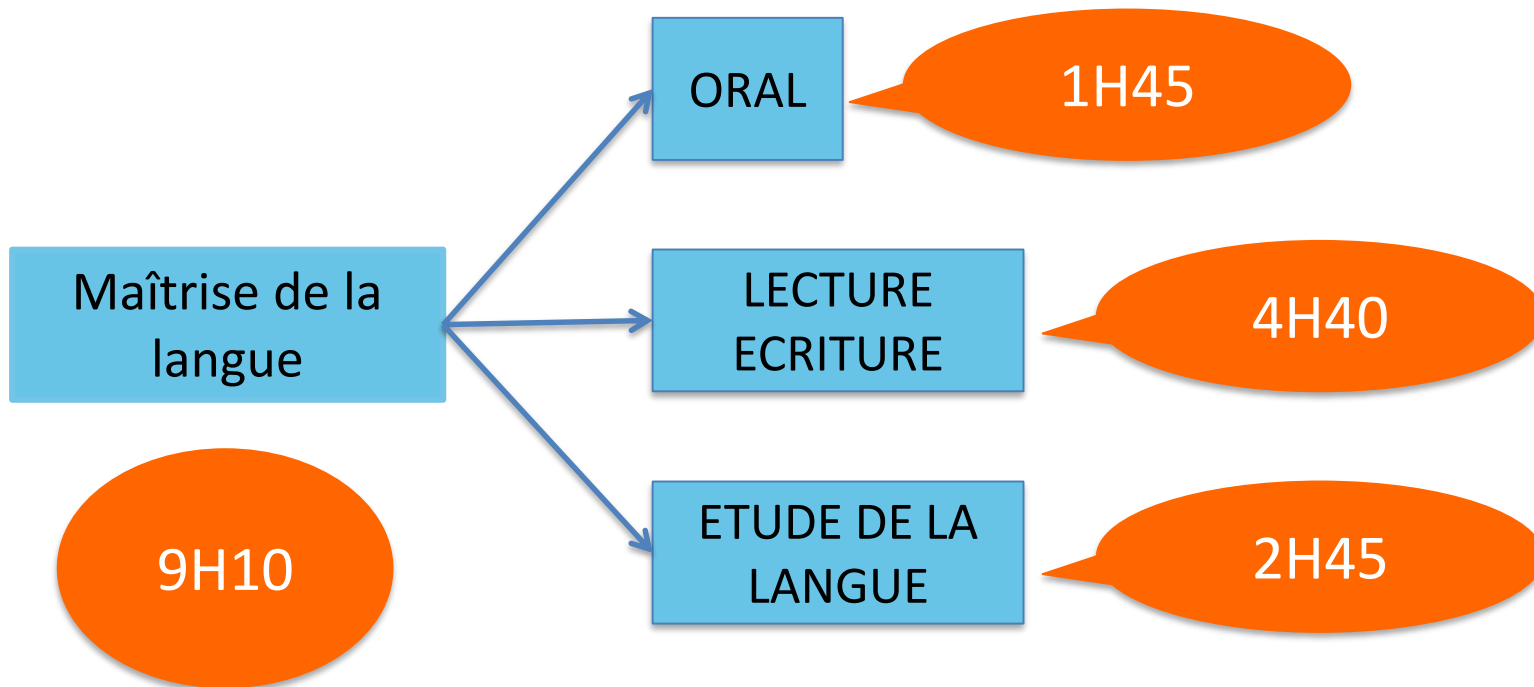 ORAL
1H45
Maîtrise de la
langue
LECTURE
ECRITURE
4H40
9H10
ETUDE DE LA
LANGUE
2H45